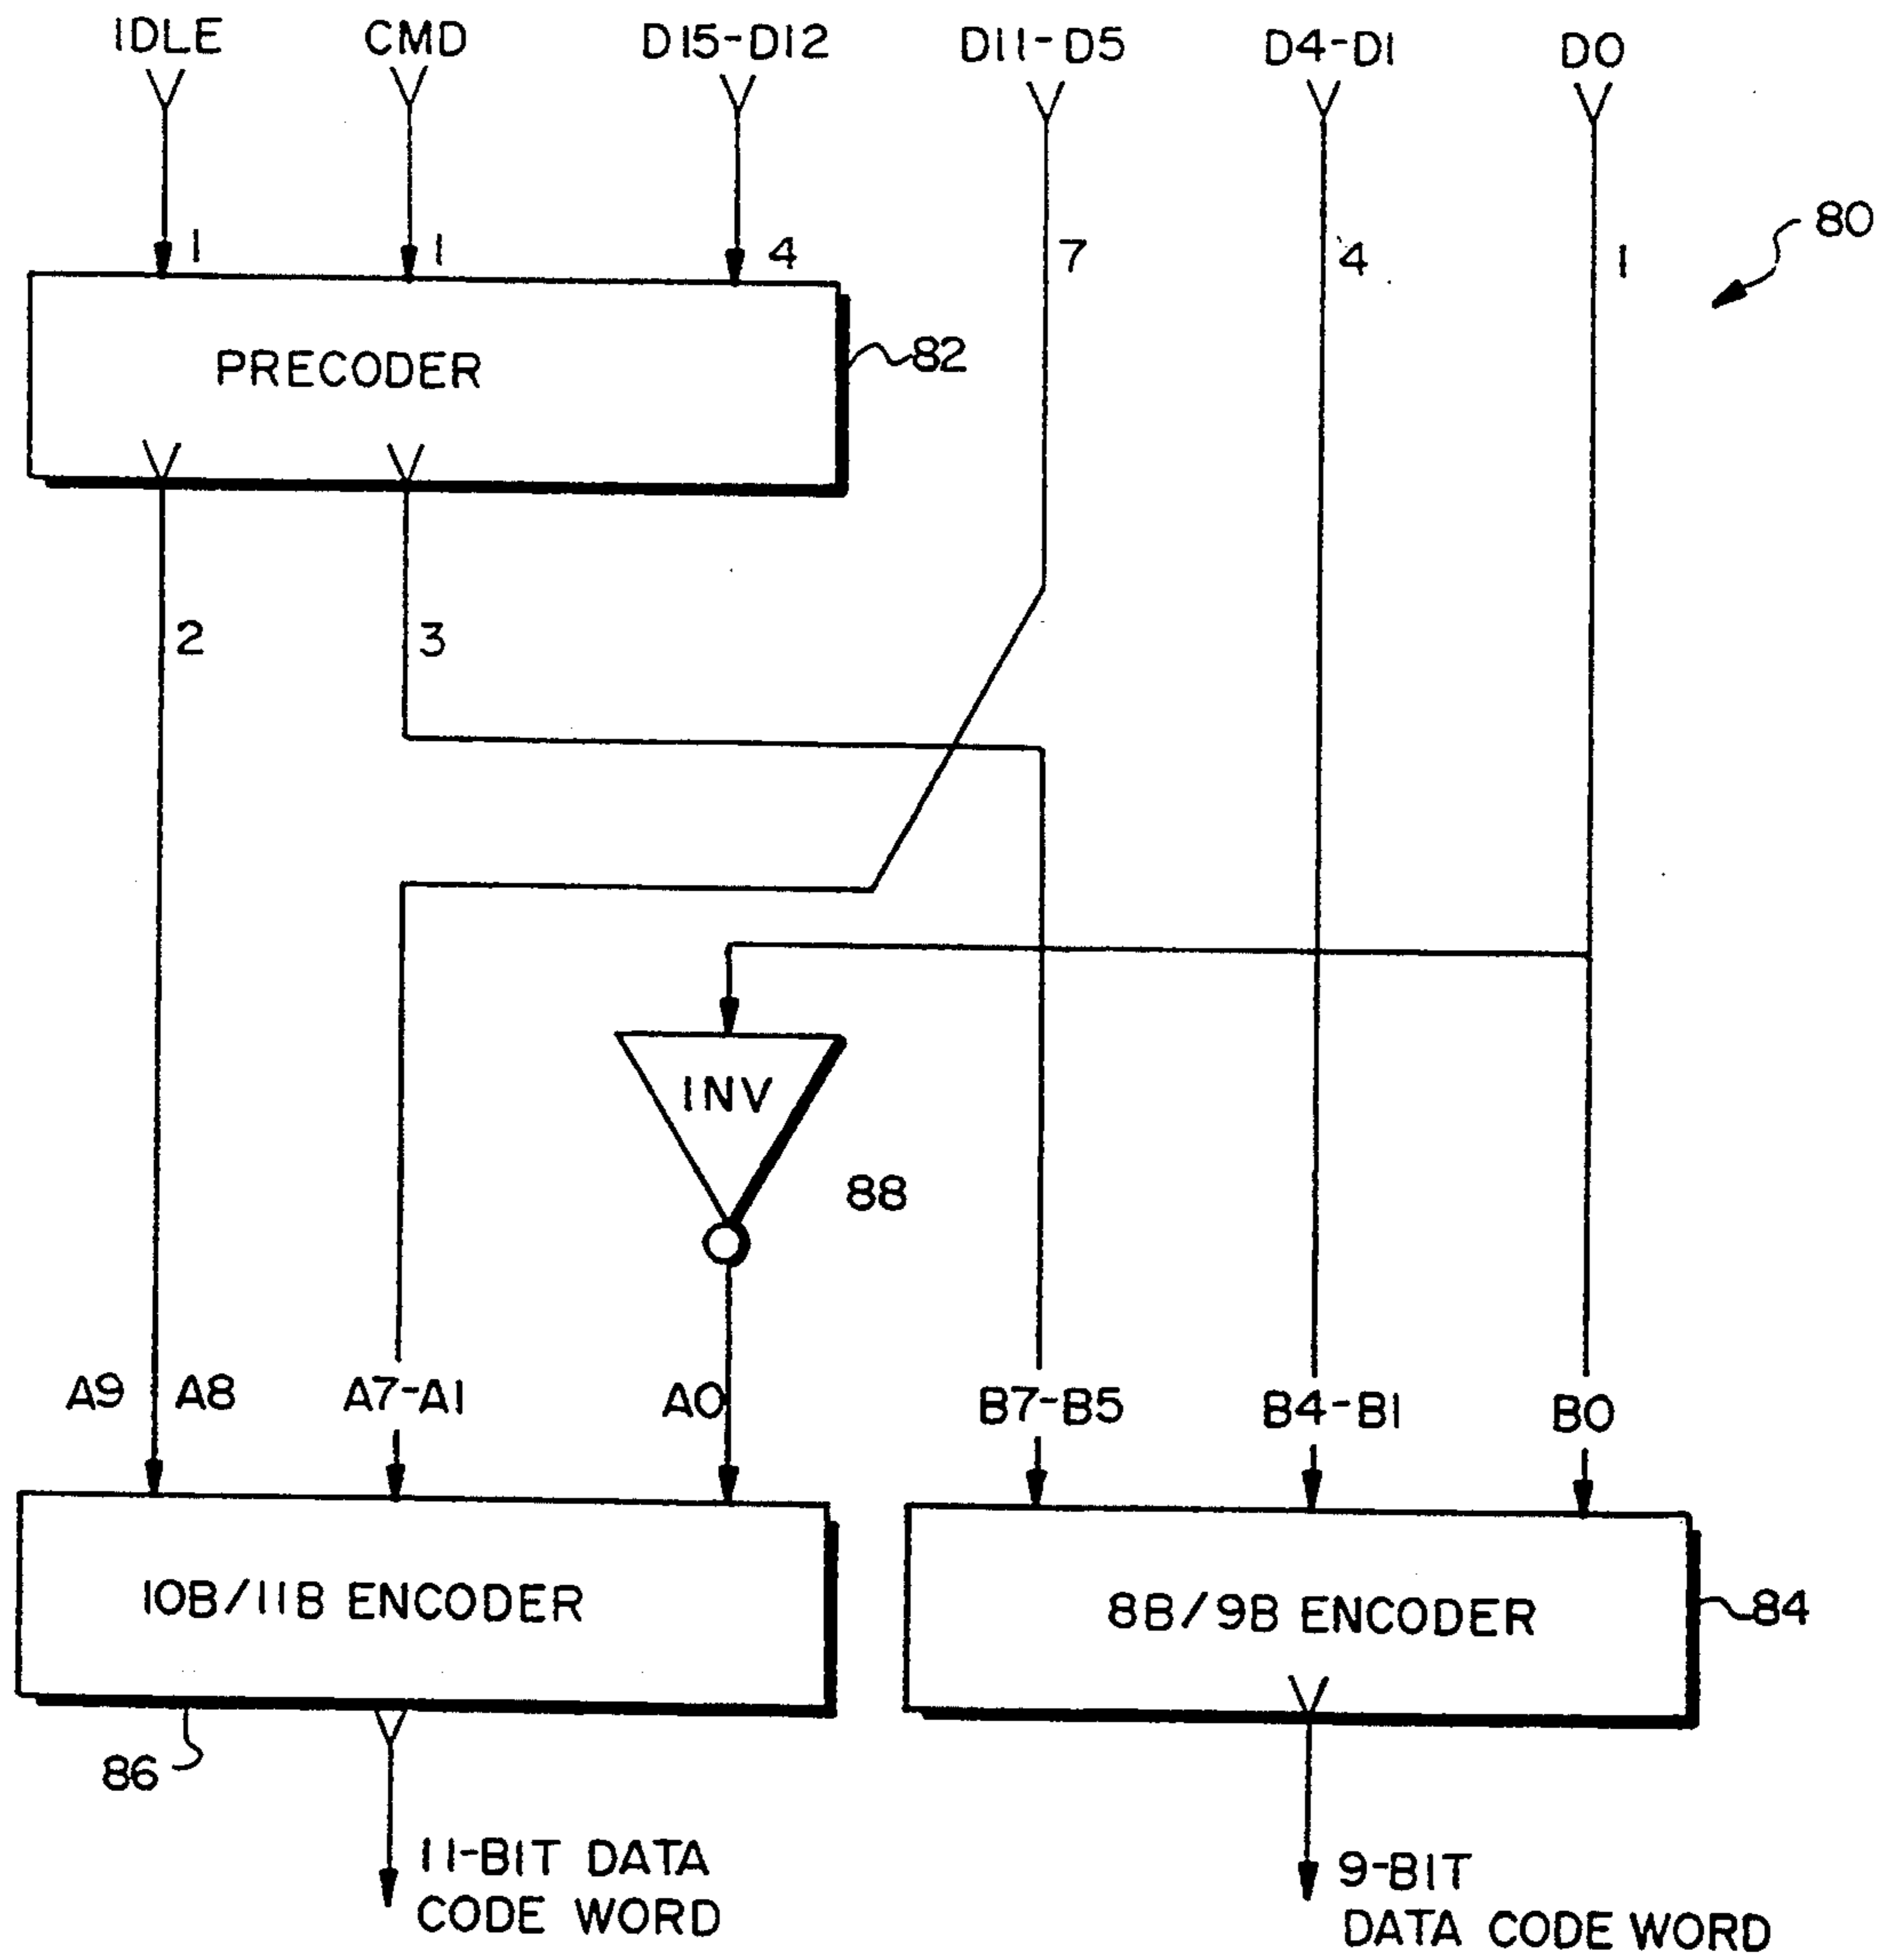 IDLE CMD D15-D12 D11-D5 D4-D1 D0
80
1 1 4 7 4 1
PRECODER
82
2 3
INV
88
A9 A8 A7-A1 A0 B7-B5 B4-B1 B0
10B/11B ENCODER
8B/9B ENCODER
84
86
11-BIT DATA
CODE WORD
9-BIT
DATA CODE WORD